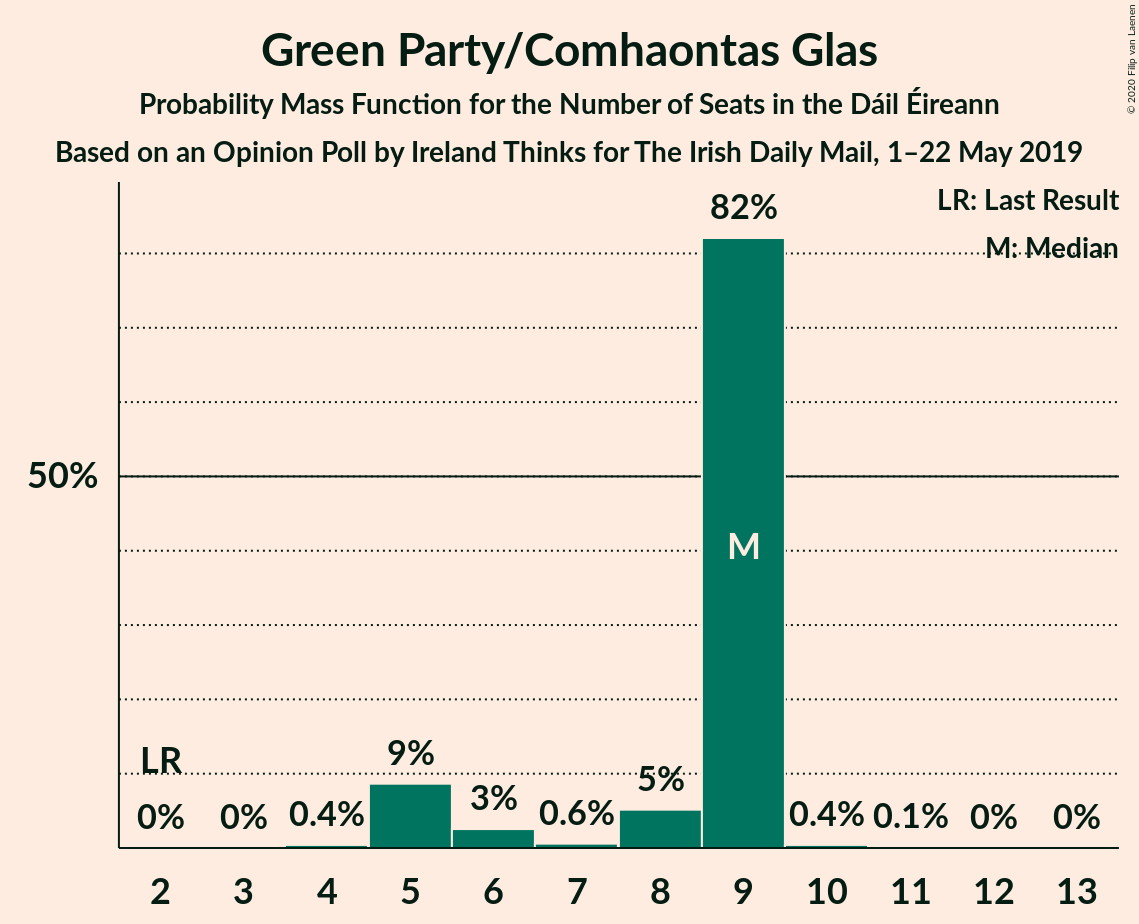 Green Party/Comhaontas Glas
Probability Mass Function for the Number of Seats in the Dáil Éireann
Based on an Opinion Poll by Ireland Thinks for The Irish Daily Mail, 1–22 May 2019
© 2020 Filip van Laenen
LR: Last Result
M: Median
82%
50%
M
LR
9%
5%
3%
0% 0% 0.4% 0.6% 0.4% 0.1% 0% 0%
2 3 4 5 6 7 8 9 10 11 12 13